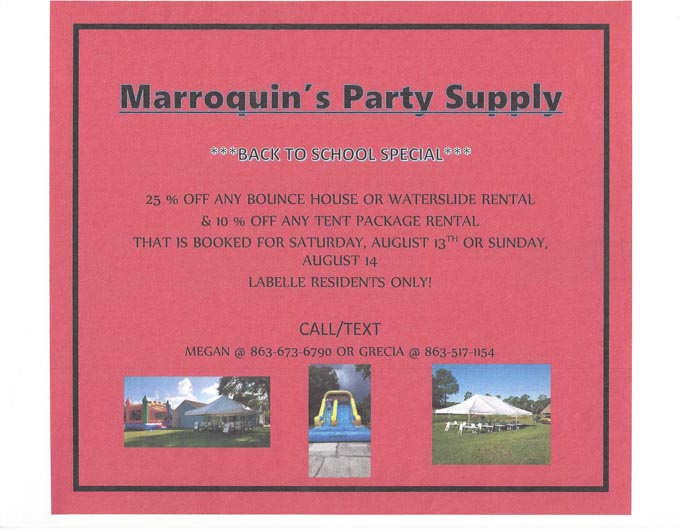 Marroquin's Party Supply
***BACK TO SCHOOL SPECIAL***
25 % OFF ANY BOUNCE HOUSE OR WATERSLIDE RENTAL
& 10 % OFF ANY TENT PACKAGE RENTAL
THAT IS BOOKED FOR SATURDAY, AUGUST 13TH OR SUNDAY,
AUGUST 14
LABELLE RESIDENTS ONLY!
CALL/TEXT
MEGAN @ 863-673-6790 OR GRECIA @ 863-517-1154